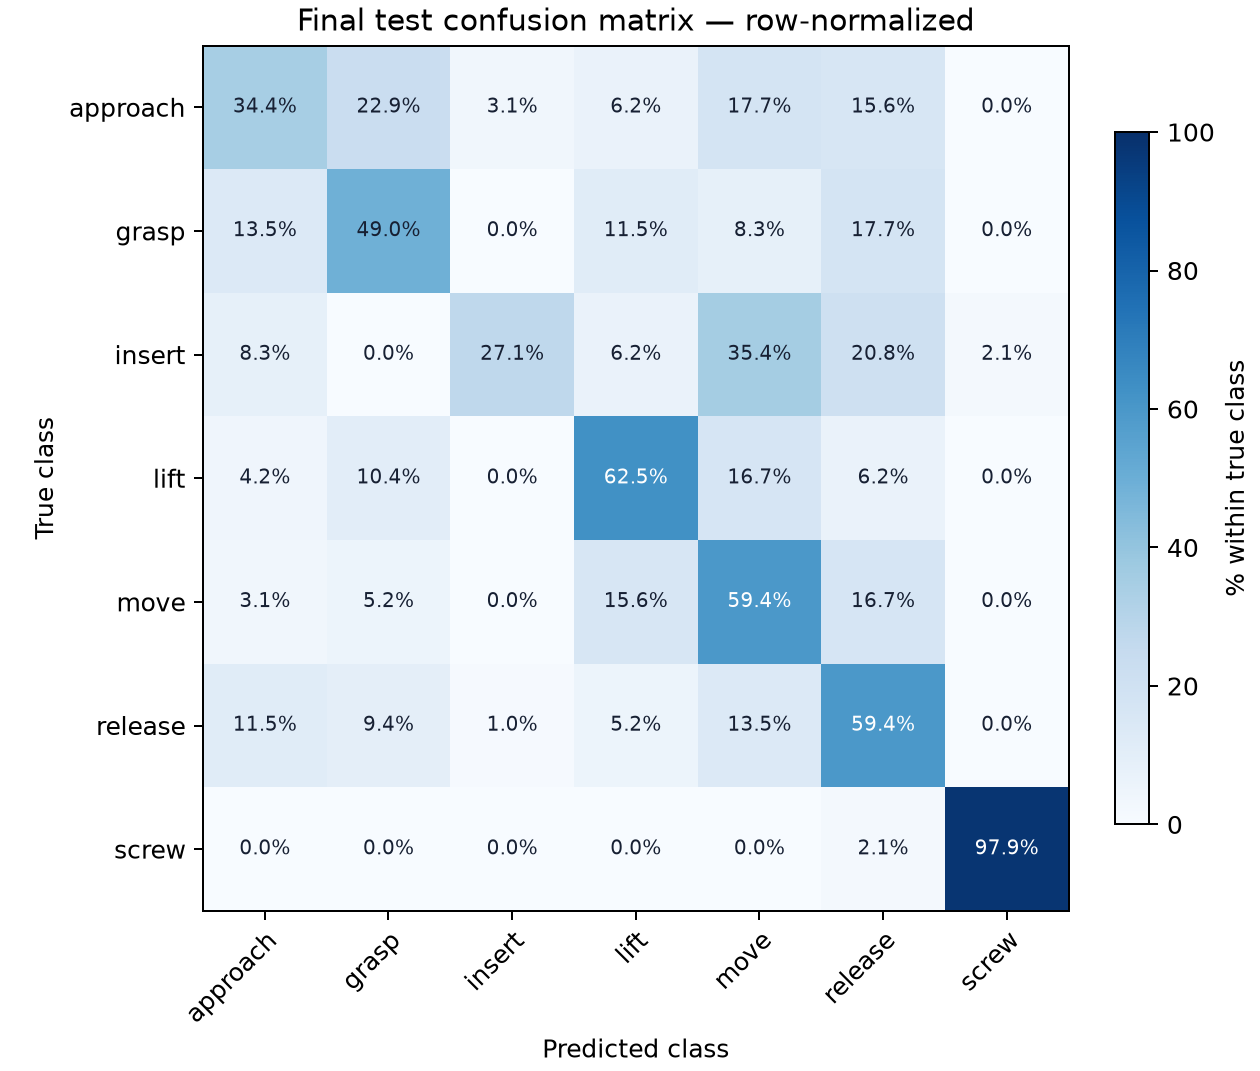 Final test confusion matrix — row-normalized
approach 34.4% 22.9% 3.1% 6.2% 17.7% 15.6% 0.0%
grasp 13.5% 49.0% 0.0% 11.5% 8.3% 17.7% 0.0%
insert 8.3% 0.0% 27.1% 6.2% 35.4% 20.8% 2.1%
lift 4.2% 10.4% 0.0% 62.5% 16.7% 6.2% 0.0%
move 3.1% 5.2% 0.0% 15.6% 59.4% 16.7% 0.0%
release 11.5% 9.4% 1.0% 5.2% 13.5% 59.4% 0.0%
screw 0.0% 0.0% 0.0% 0.0% 0.0% 2.1% 97.9%
approach grasp insert lift move release screw
Predicted class
True class
100
80
60
40
20
0
% within true class